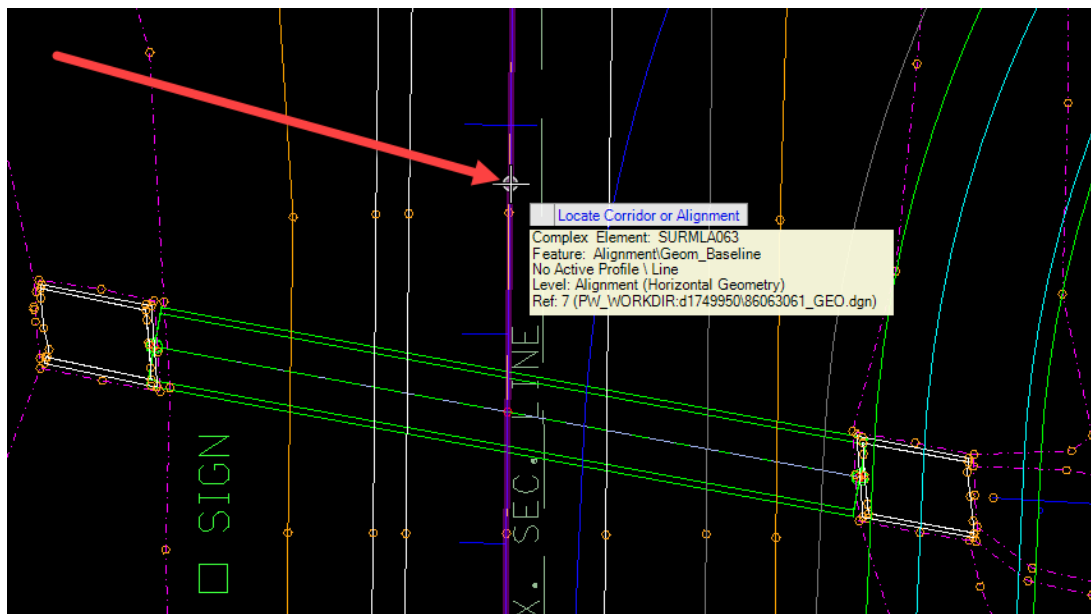 Locate Corridor or Alignment
Complex Element: SURMLA063
Feature: Alignment\Geom_Baseline
No Active Profile \ Line
Level: Alignment (Horizontal Geometry)
Ref: 7 (PW_WORKDIR:d1749950\86063061_GEO.dgn)
SIGN
X. SEC. LINE